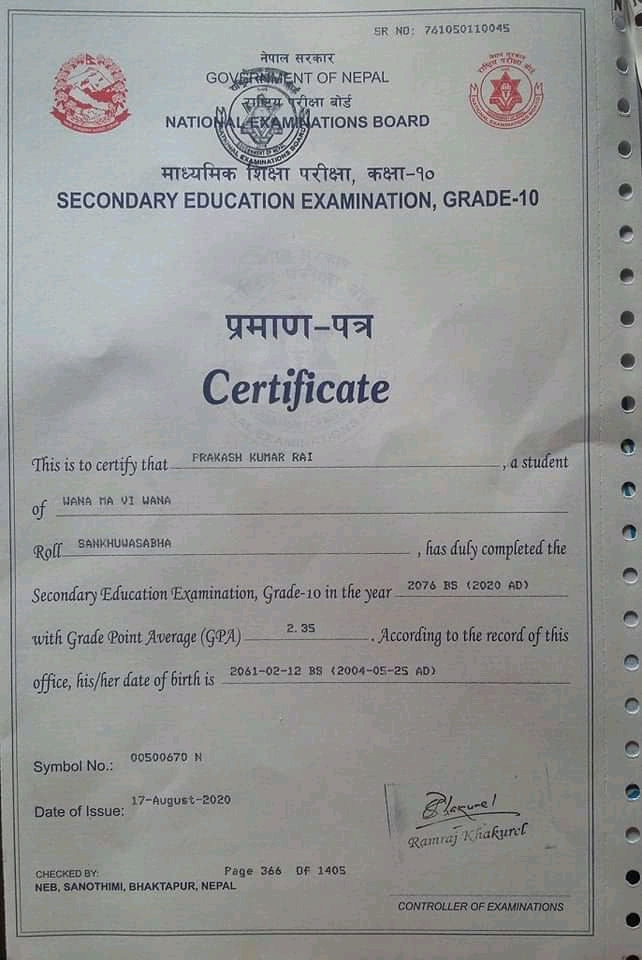 SR NO: 761050110045
नेपाल सरकार
GOVERNMENT OF NEPAL
राष्ट्रिय परीक्षा बोर्ड
NATIONAL EXAMINATIONS BOARD
माध्यमिक शिक्षा परीक्षा, कक्षा-१०
SECONDARY EDUCATION EXAMINATION, GRADE-10
प्रमाण-पत्र
Certificate
This is to certify that PRAKASH KUMAR RAI, a student
of WANA MA VI WANA
Roll SANKHUWASABHA, has duly completed the
Secondary Education Examination, Grade-10 in the year 2076 BS (2020 AD)
with Grade Point Average (GPA) 2.35. According to the record of this
office, his/her date of birth is 2061-02-12 BS (2004-05-25 AD)
Symbol No.: 00500670 N
Date of Issue: 17-August-2020
Ramraj Khakurel
CHECKED BY: Page 366 Of 1405
NEB, SANOTHIMI, BHAKTAPUR, NEPAL
CONTROLLER OF EXAMINATIONS